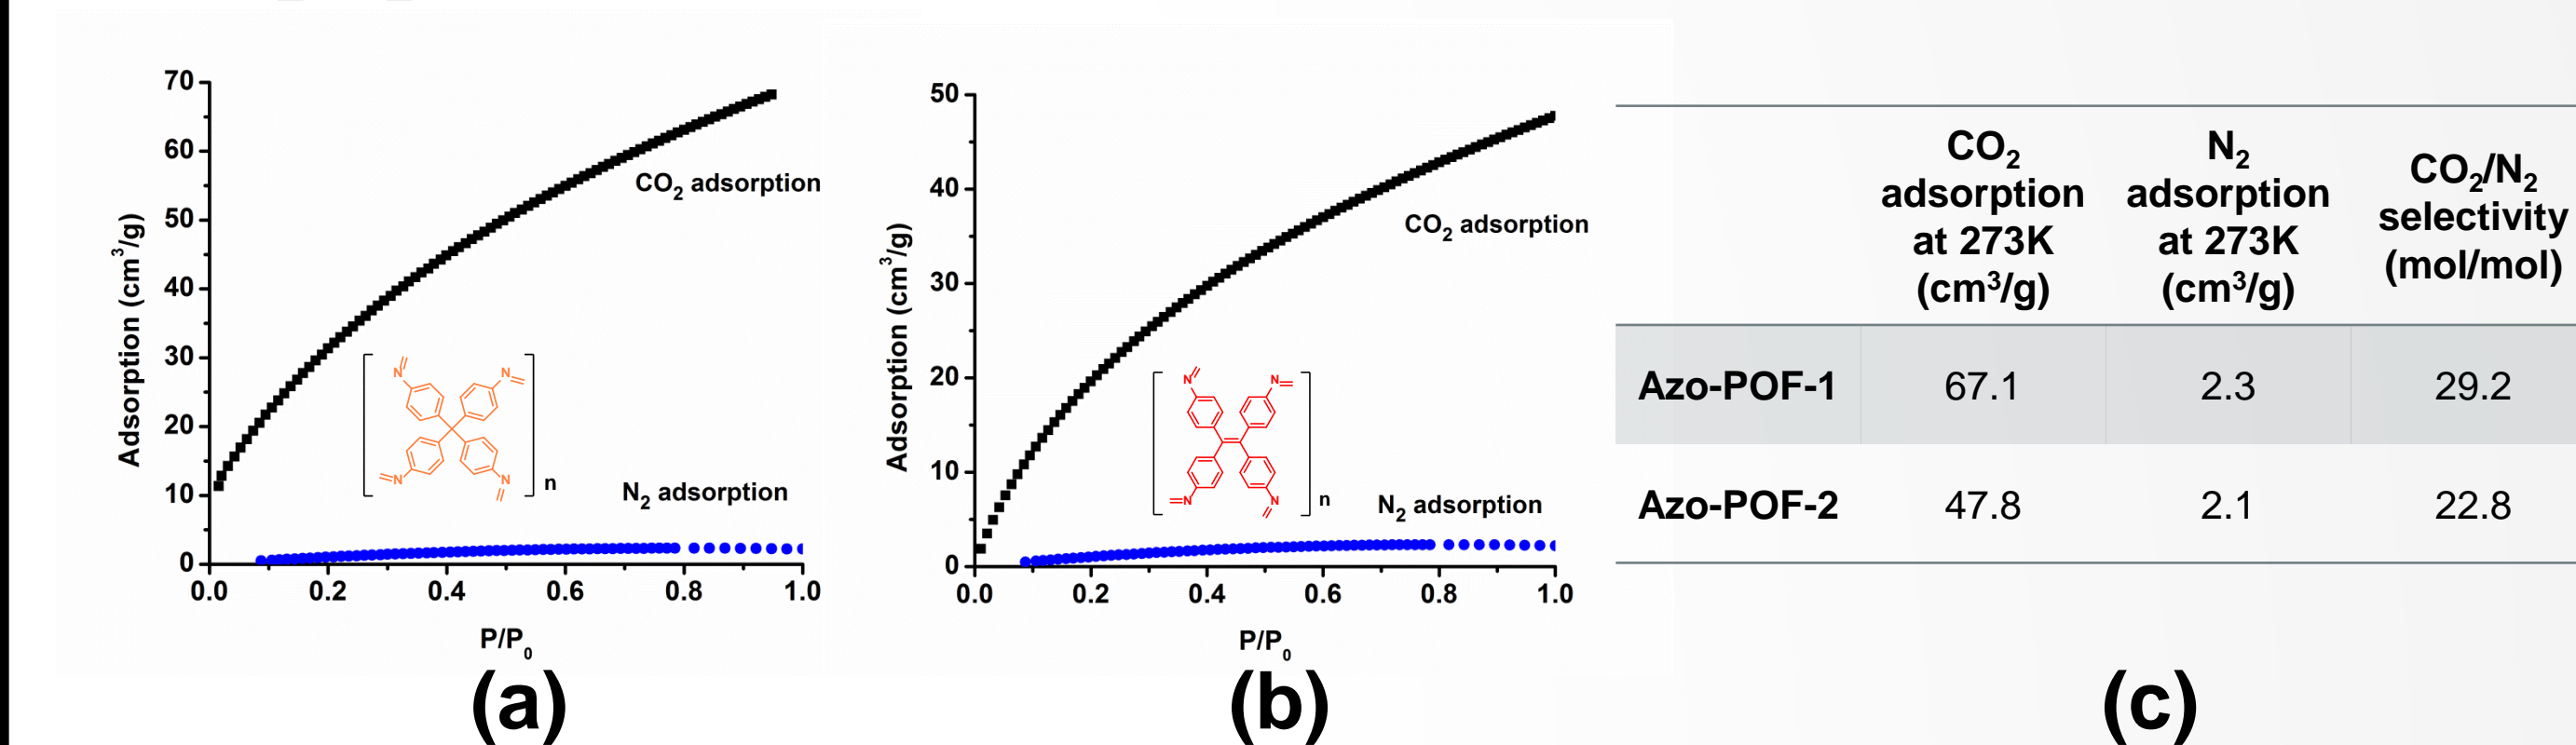 70
60
50
40
30
20
10
0
Adsorption (cm³/g)
CO₂ adsorption
N N N N
n
N₂ adsorption
0.0 0.2 0.4 0.6 0.8 1.0
P/P₀
(a)
50
40
30
20
10
0
Adsorption (cm³/g)
CO₂ adsorption
N N N N
n
N₂ adsorption
0.0 0.2 0.4 0.6 0.8 1.0
P/P₀
(b)
CO₂
adsorption
at 273K
(cm³/g)
N₂
adsorption
at 273K
(cm³/g)
CO₂/N₂
selectivity
(mol/mol)
Azo-POF-1 67.1 2.3 29.2
Azo-POF-2 47.8 2.1 22.8
(c)